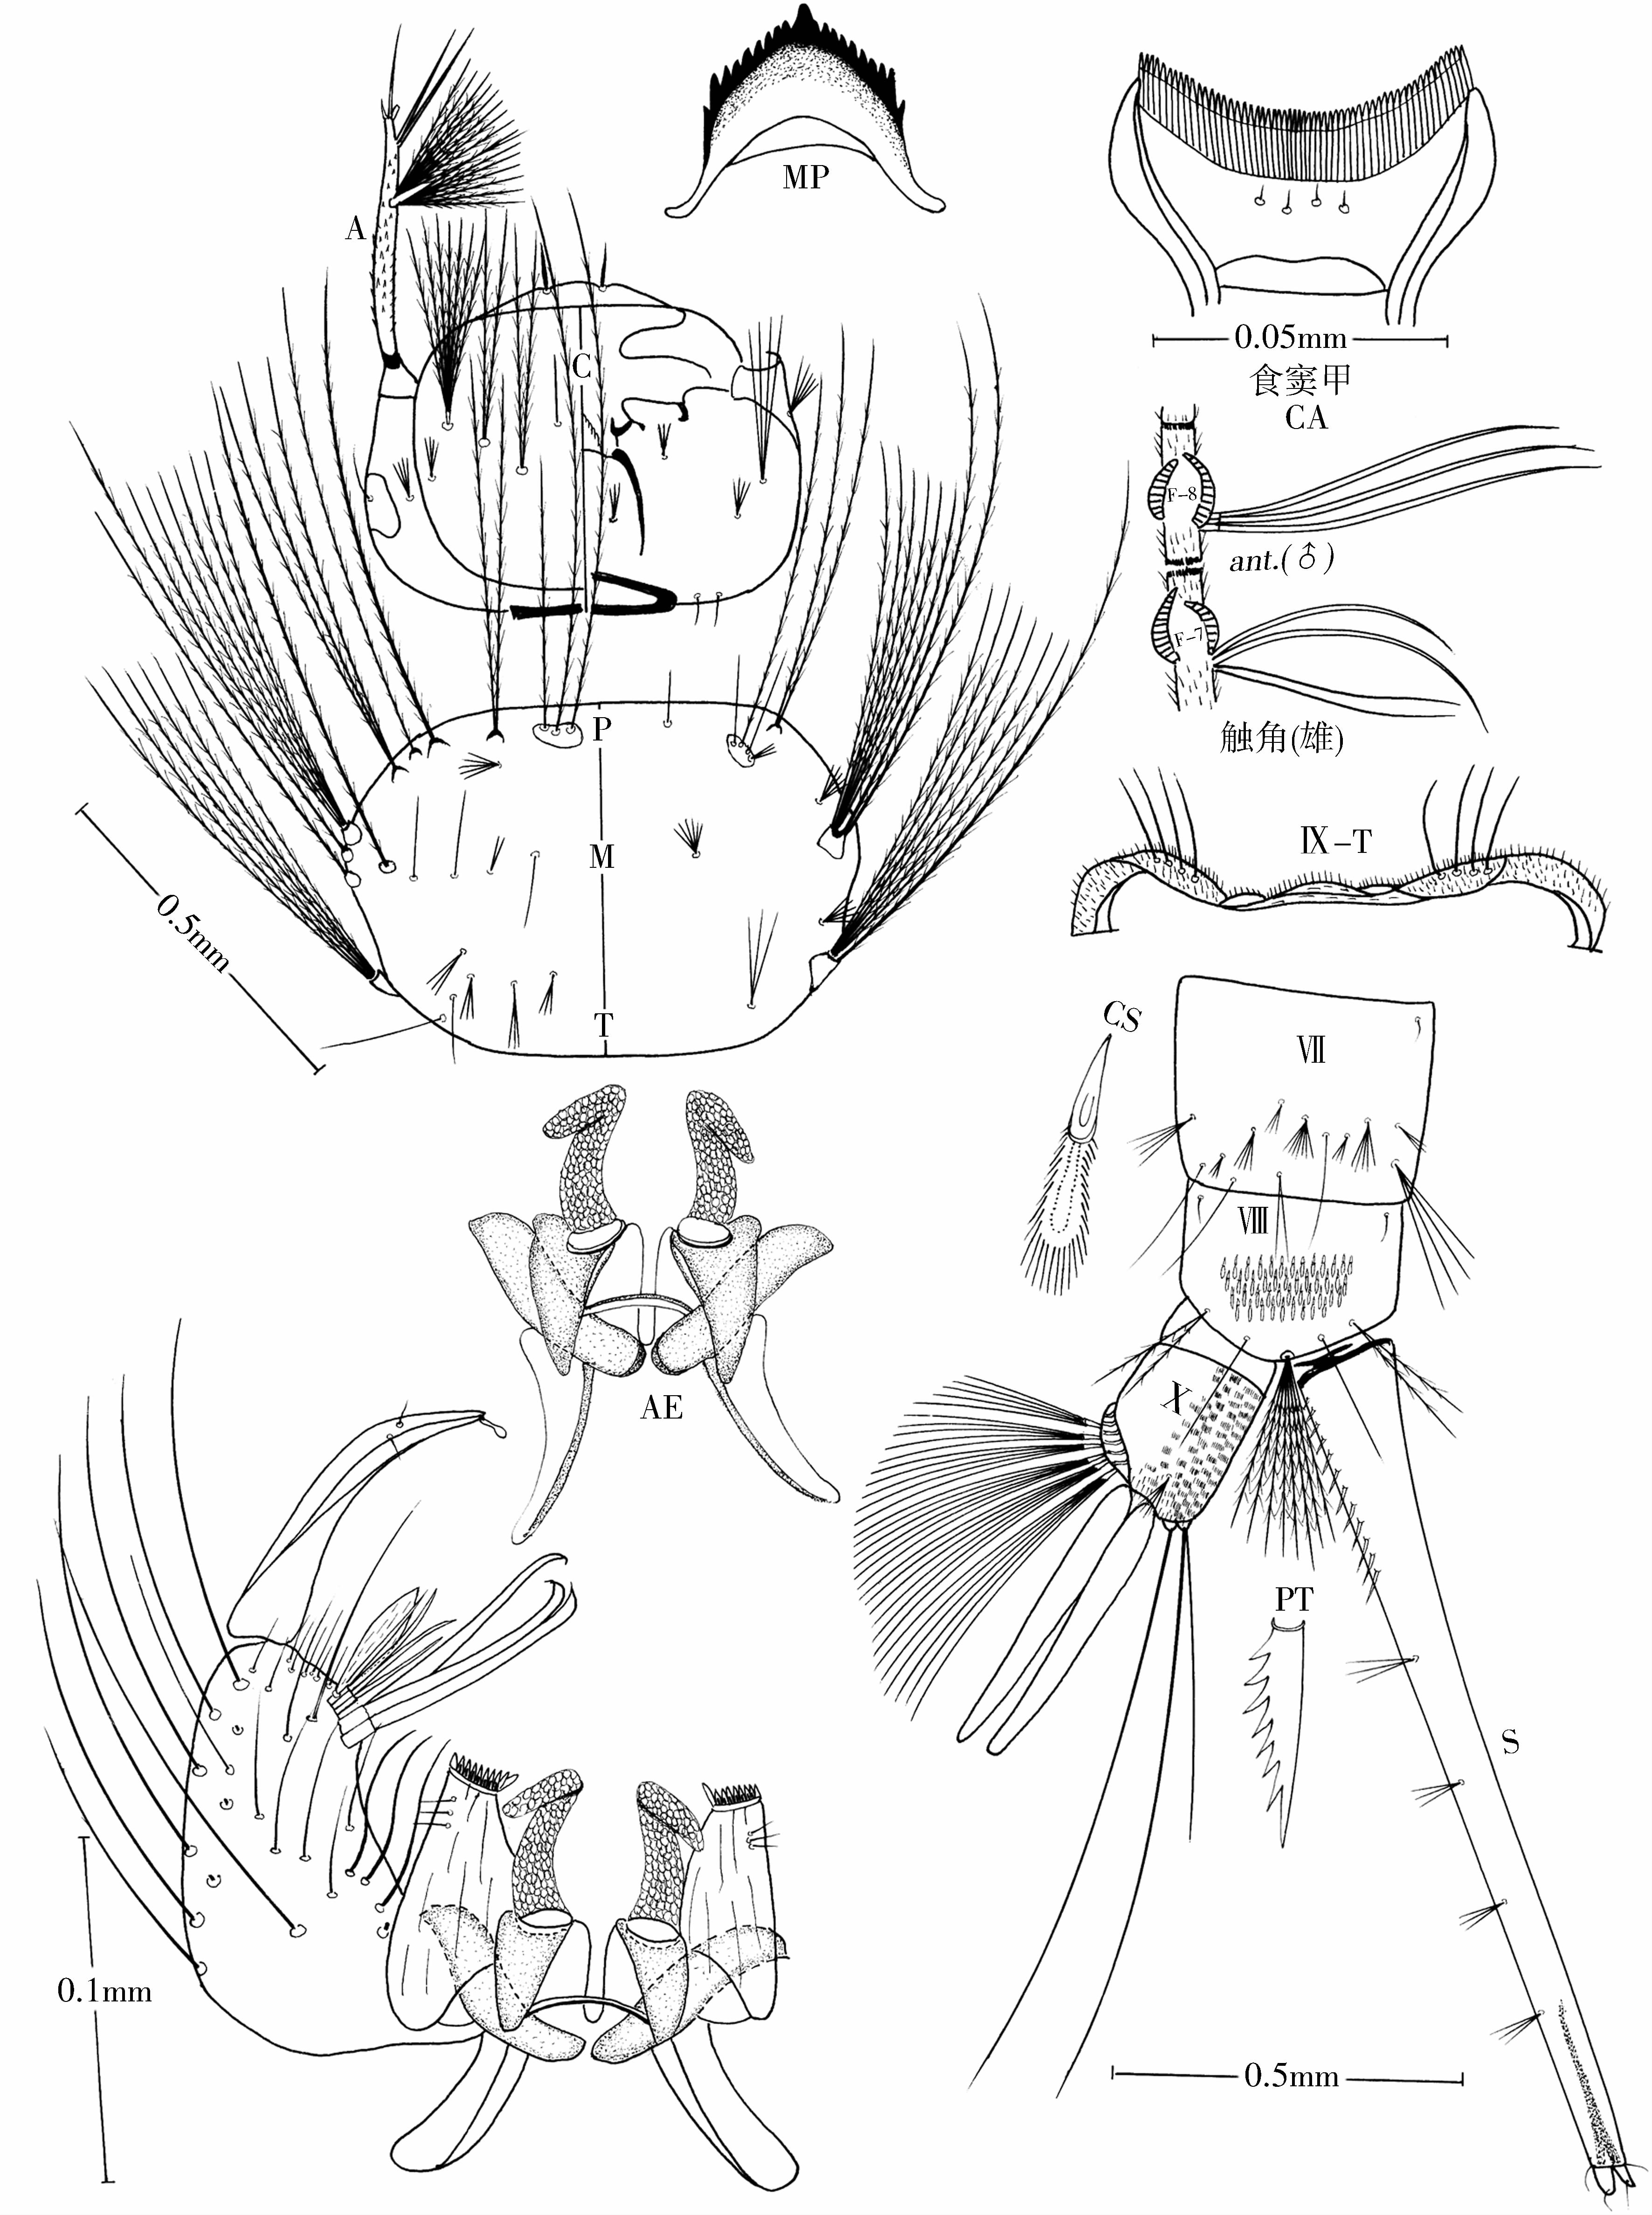 MP
A
C
0.05mm
食窦甲
CA
F-8
ant.(♂)
F-7
触角(雄)
P
M
T
0.5mm
Ⅸ-T
CS
Ⅶ
Ⅷ
AE
X
PT
S
0.1mm
0.5mm